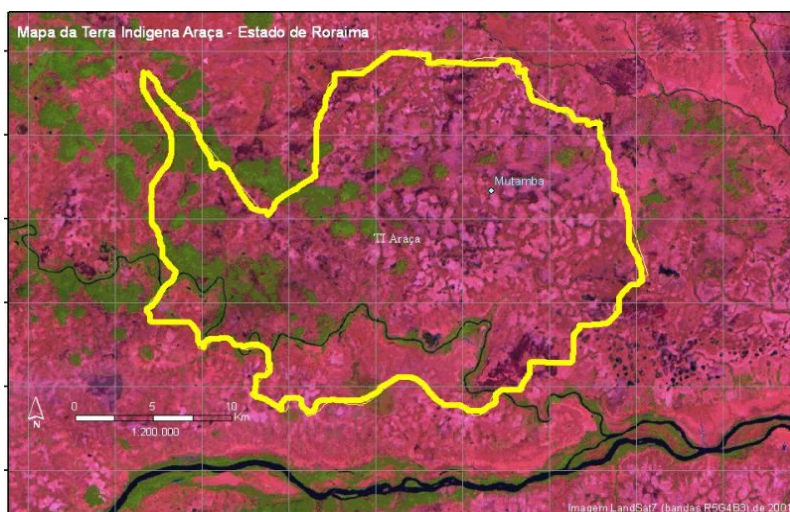 Mapa da Terra Indigena Araça - Estado de Roraima
Mutamba
TI Araça
0 5 10
Km
N
1:200.000
Imagem LandSat7 (bandas R5G4B3) de 2001